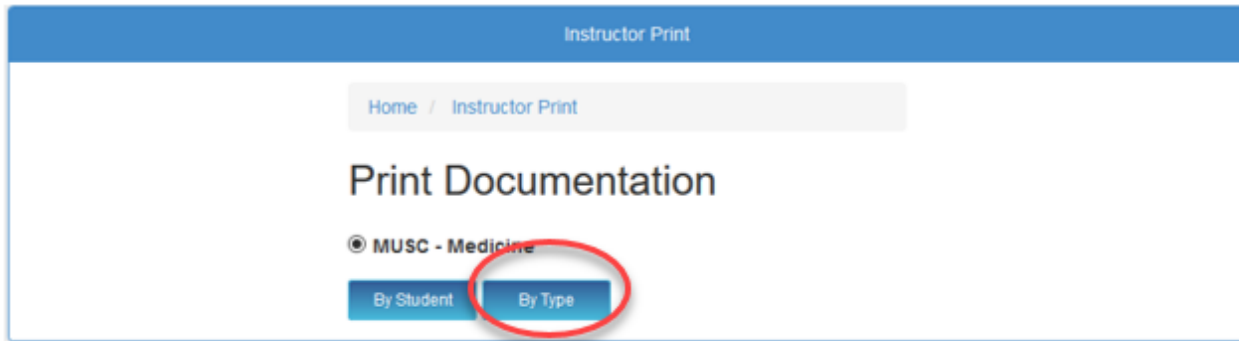 Instructor Print
Home / Instructor Print
Print Documentation
MUSC - Medicine
By Student By Type